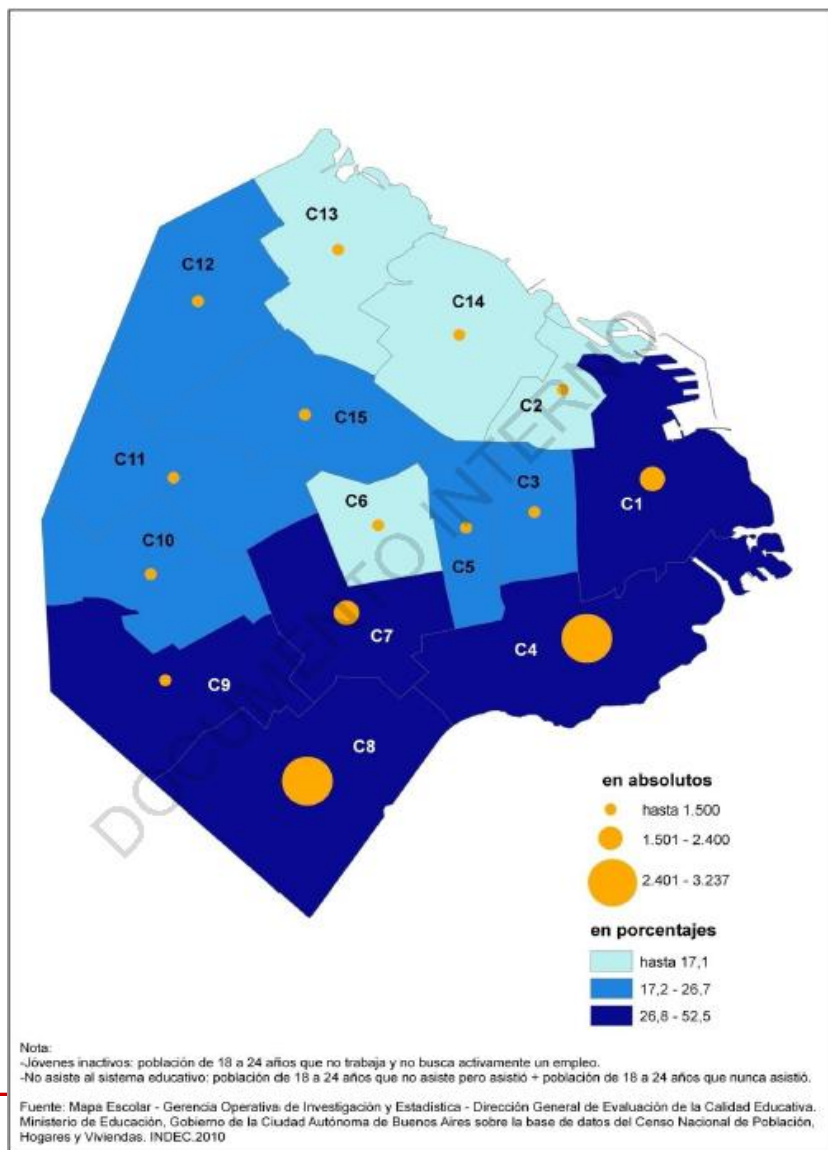 C13
C12
C14
C2
C15
C11
C3
C6
C1
C10
C5
C7
C4
C9
C8
DOCUMENTO INTERNO
en absolutos
hasta 1.500
1.501 - 2.400
2.401 - 3.237
en porcentajes
hasta 17,1
17,2 - 26,7
26,8 - 52,5
Nota:
-Jóvenes inactivos: población de 18 a 24 años que no trabaja y no busca activamente un empleo.
-No asiste al sistema educativo: población de 18 a 24 años que no asiste pero asistió + población de 18 a 24 años que nunca asistió.
Fuente: Mapa Escolar - Gerencia Operativa de Investigación y Estadistica - Dirección General de Evaluación de la Calidad Educativa.
Ministerio de Educación, Gobierno de la Ciudad Autónoma de Buenos Aires sobre la base de datos del Censo Nacional de Población,
Hogares y Viviendas. INDEC.2010